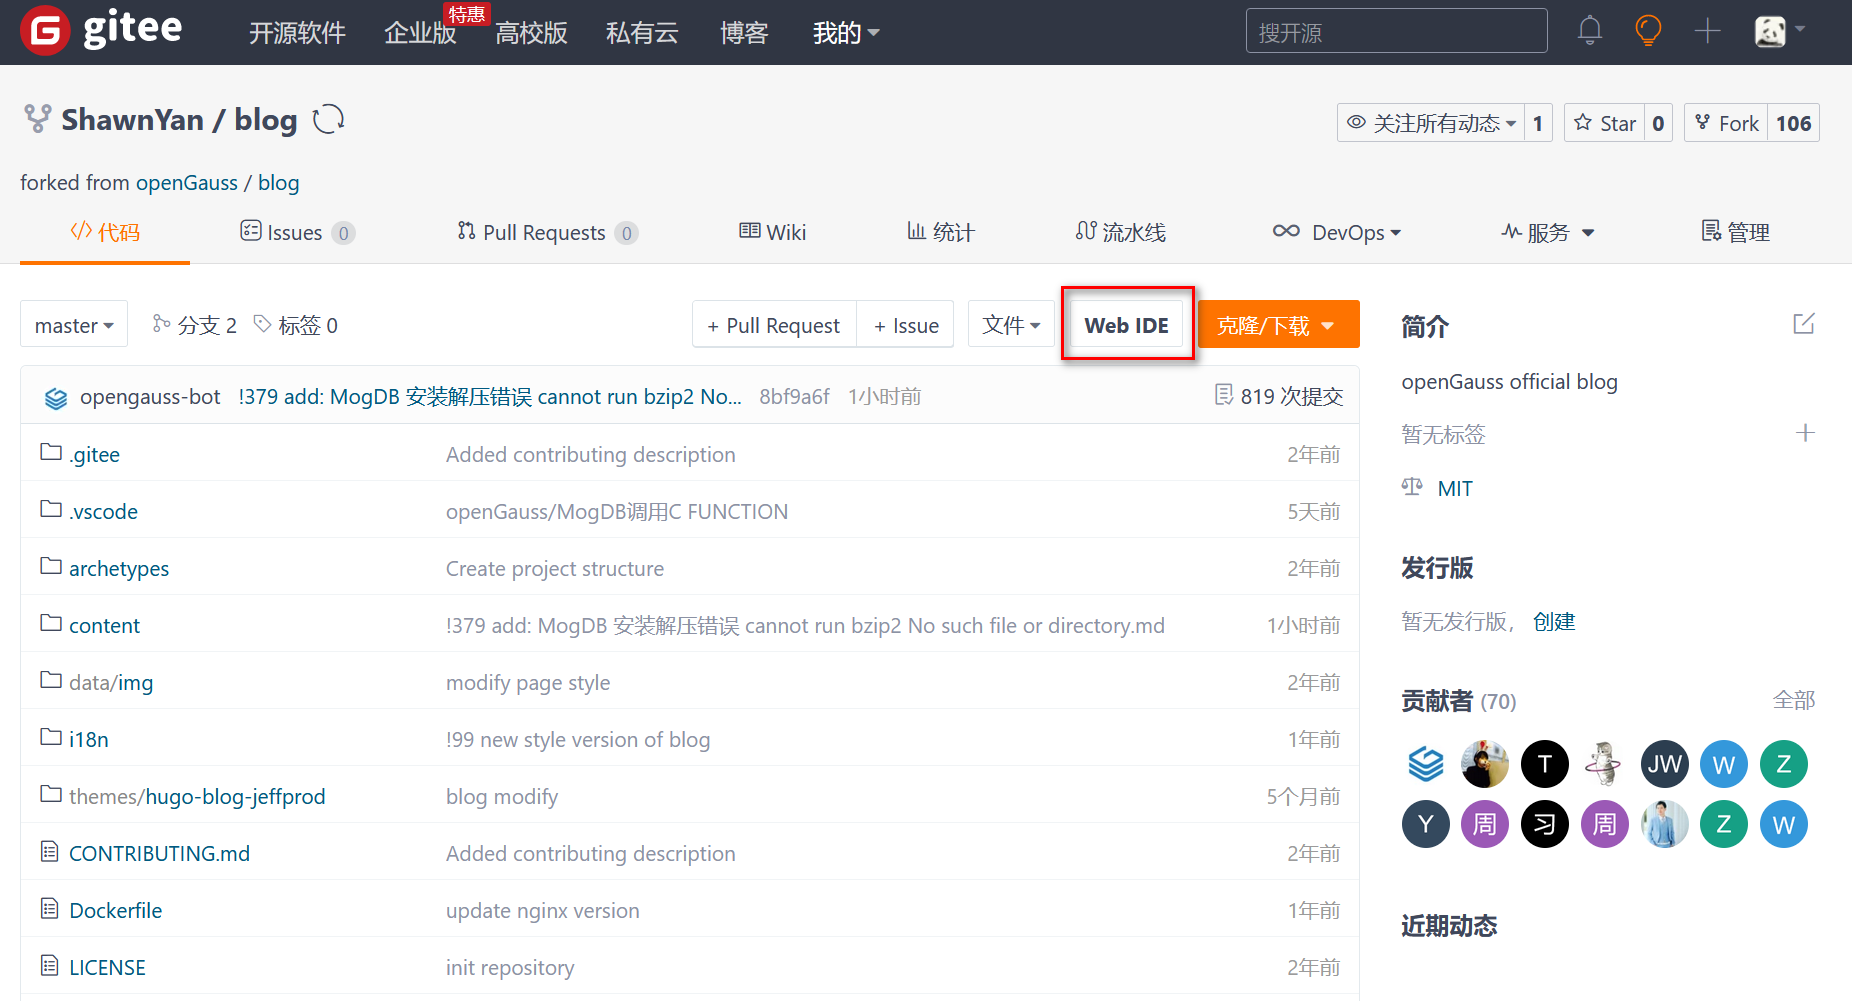 gitee 开源软件 企业版 特惠 高校版 私有云 博客 我的 搜开源
ShawnYan / blog 关注所有动态 1 Star 0 Fork 106
forked from openGauss / blog
代码 Issues 0 Pull Requests 0 Wiki 统计 流水线 DevOps 服务 管理
master 分支 2 标签 0 + Pull Request + Issue 文件 Web IDE 克隆/下载
opengauss-bot !379 add: MogDB 安装解压错误 cannot run bzip2 No... 8bf9a6f 1小时前 819 次提交
.gitee Added contributing description 2年前
.vscode openGauss/MogDB调用C FUNCTION 5天前
archetypes Create project structure 2年前
content !379 add: MogDB 安装解压错误 cannot run bzip2 No such file or directory.md 1小时前
data/img modify page style 2年前
i18n !99 new style version of blog 1年前
themes/hugo-blog-jeffprod blog modify 5个月前
CONTRIBUTING.md Added contributing description 2年前
Dockerfile update nginx version 1年前
LICENSE init repository 2年前
简介
openGauss official blog
暂无标签
MIT
发行版
暂无发行版， 创建
贡献者 (70) 全部
T JW W Z
Y 周 习 周 Z W
近期动态